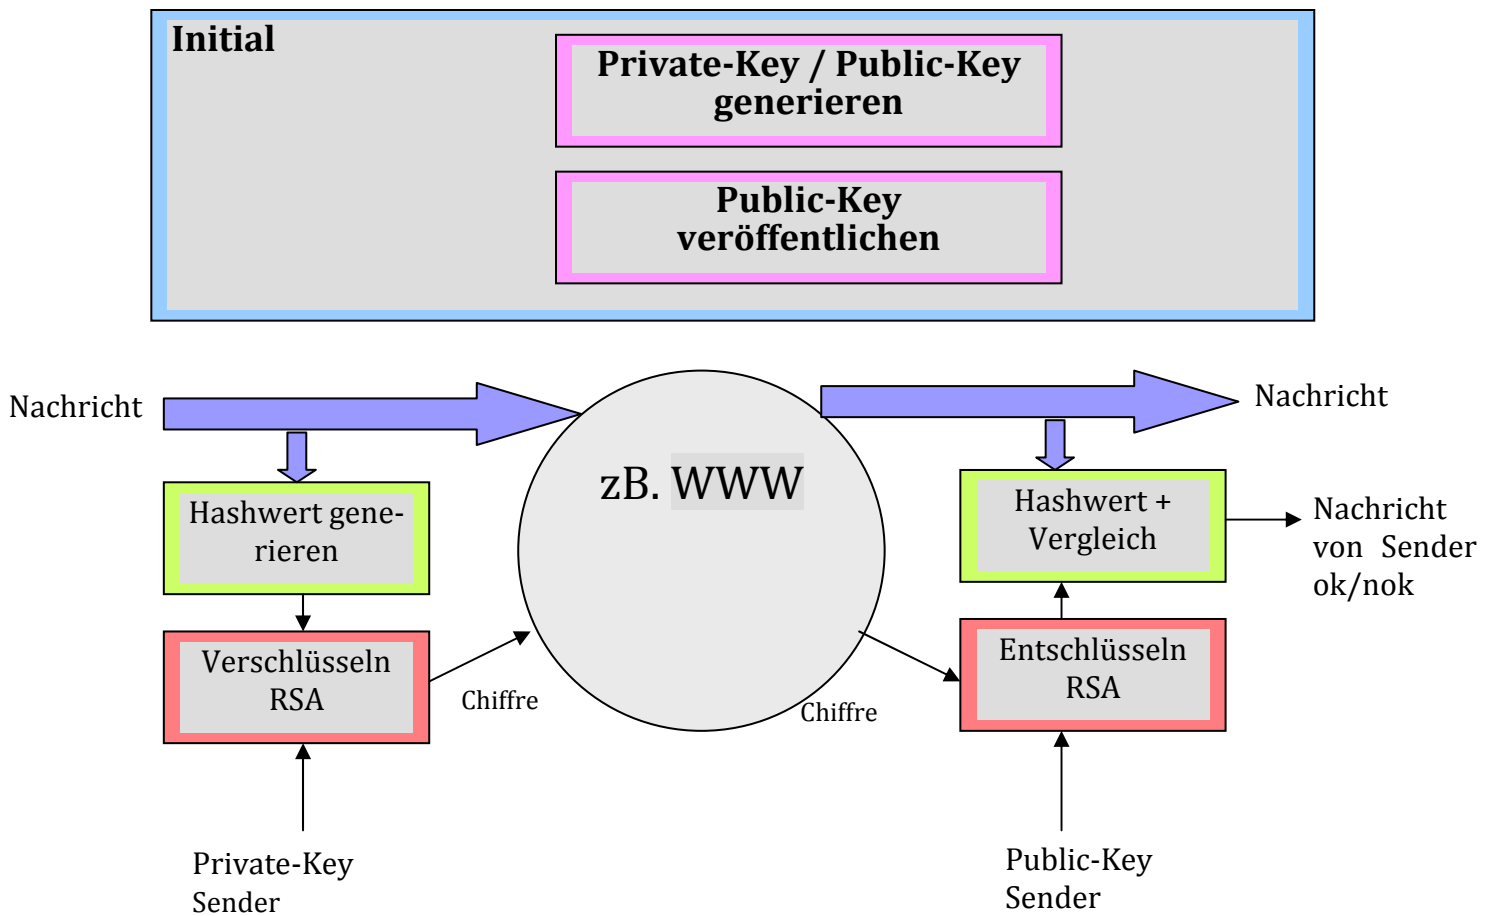 Initial
Private-Key / Public-Key
generieren
Public-Key
veröffentlichen
Nachricht
Nachricht
zB. WWW
Hashwert gene-
rieren
Hashwert +
Vergleich
Nachricht
von Sender
ok/nok
Verschlüsseln
RSA
Chiffre
Chiffre
Entschlüsseln
RSA
Private-Key
Sender
Public-Key
Sender